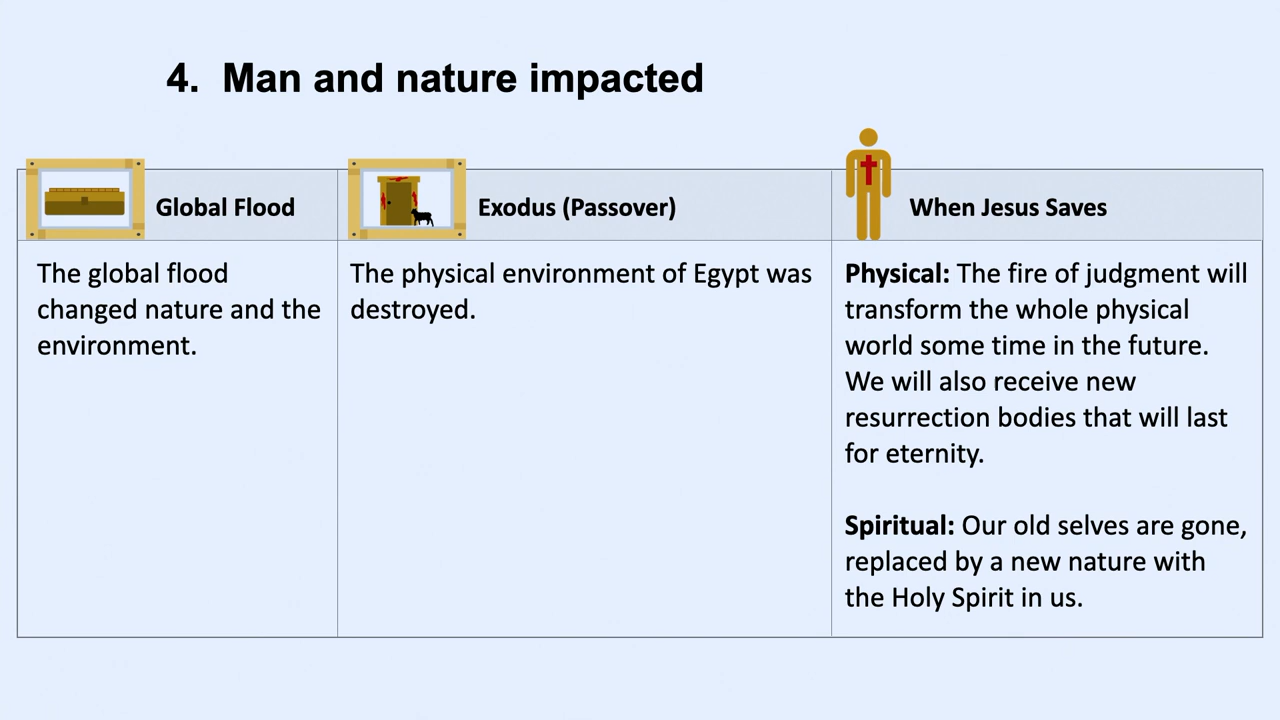 4. Man and nature impacted
Global Flood
Exodus (Passover)
When Jesus Saves
The global flood
changed nature and the
environment.
The physical environment of Egypt was
destroyed.
Physical: The fire of judgment will
transform the whole physical
world some time in the future.
We will also receive new
resurrection bodies that will last
for eternity.
Spiritual: Our old selves are gone,
replaced by a new nature with
the Holy Spirit in us.